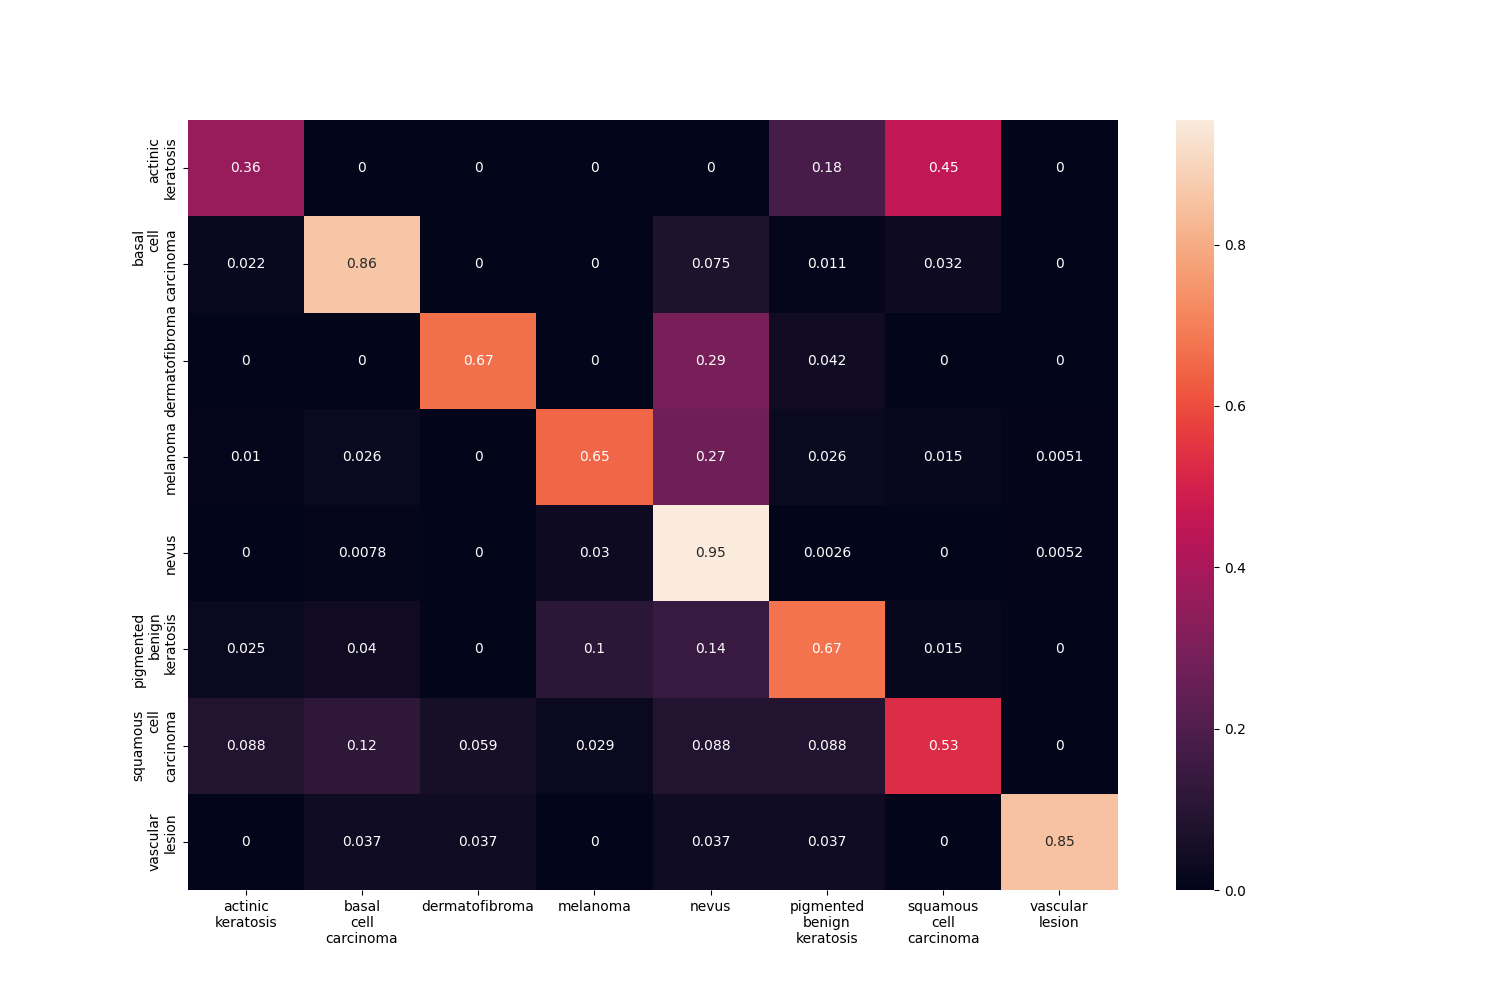 actinic
keratosis
0.36 0 0 0 0 0.18 0.45 0
basal
cell
carcinoma
0.022 0.86 0 0 0.075 0.011 0.032 0
0.8
dermatofibroma
0 0 0.67 0 0.29 0.042 0 0
0.6
melanoma
0.01 0.026 0 0.65 0.27 0.026 0.015 0.0051
nevus
0 0.0078 0 0.03 0.95 0.0026 0 0.0052
0.4
pigmented
benign
keratosis
0.025 0.04 0 0.1 0.14 0.67 0.015 0
0.2
squamous
cell
carcinoma
0.088 0.12 0.059 0.029 0.088 0.088 0.53 0
vascular
lesion
0 0.037 0.037 0 0.037 0.037 0 0.85
0.0
actinic
keratosis
basal
cell
carcinoma
dermatofibroma
melanoma
nevus
pigmented
benign
keratosis
squamous
cell
carcinoma
vascular
lesion